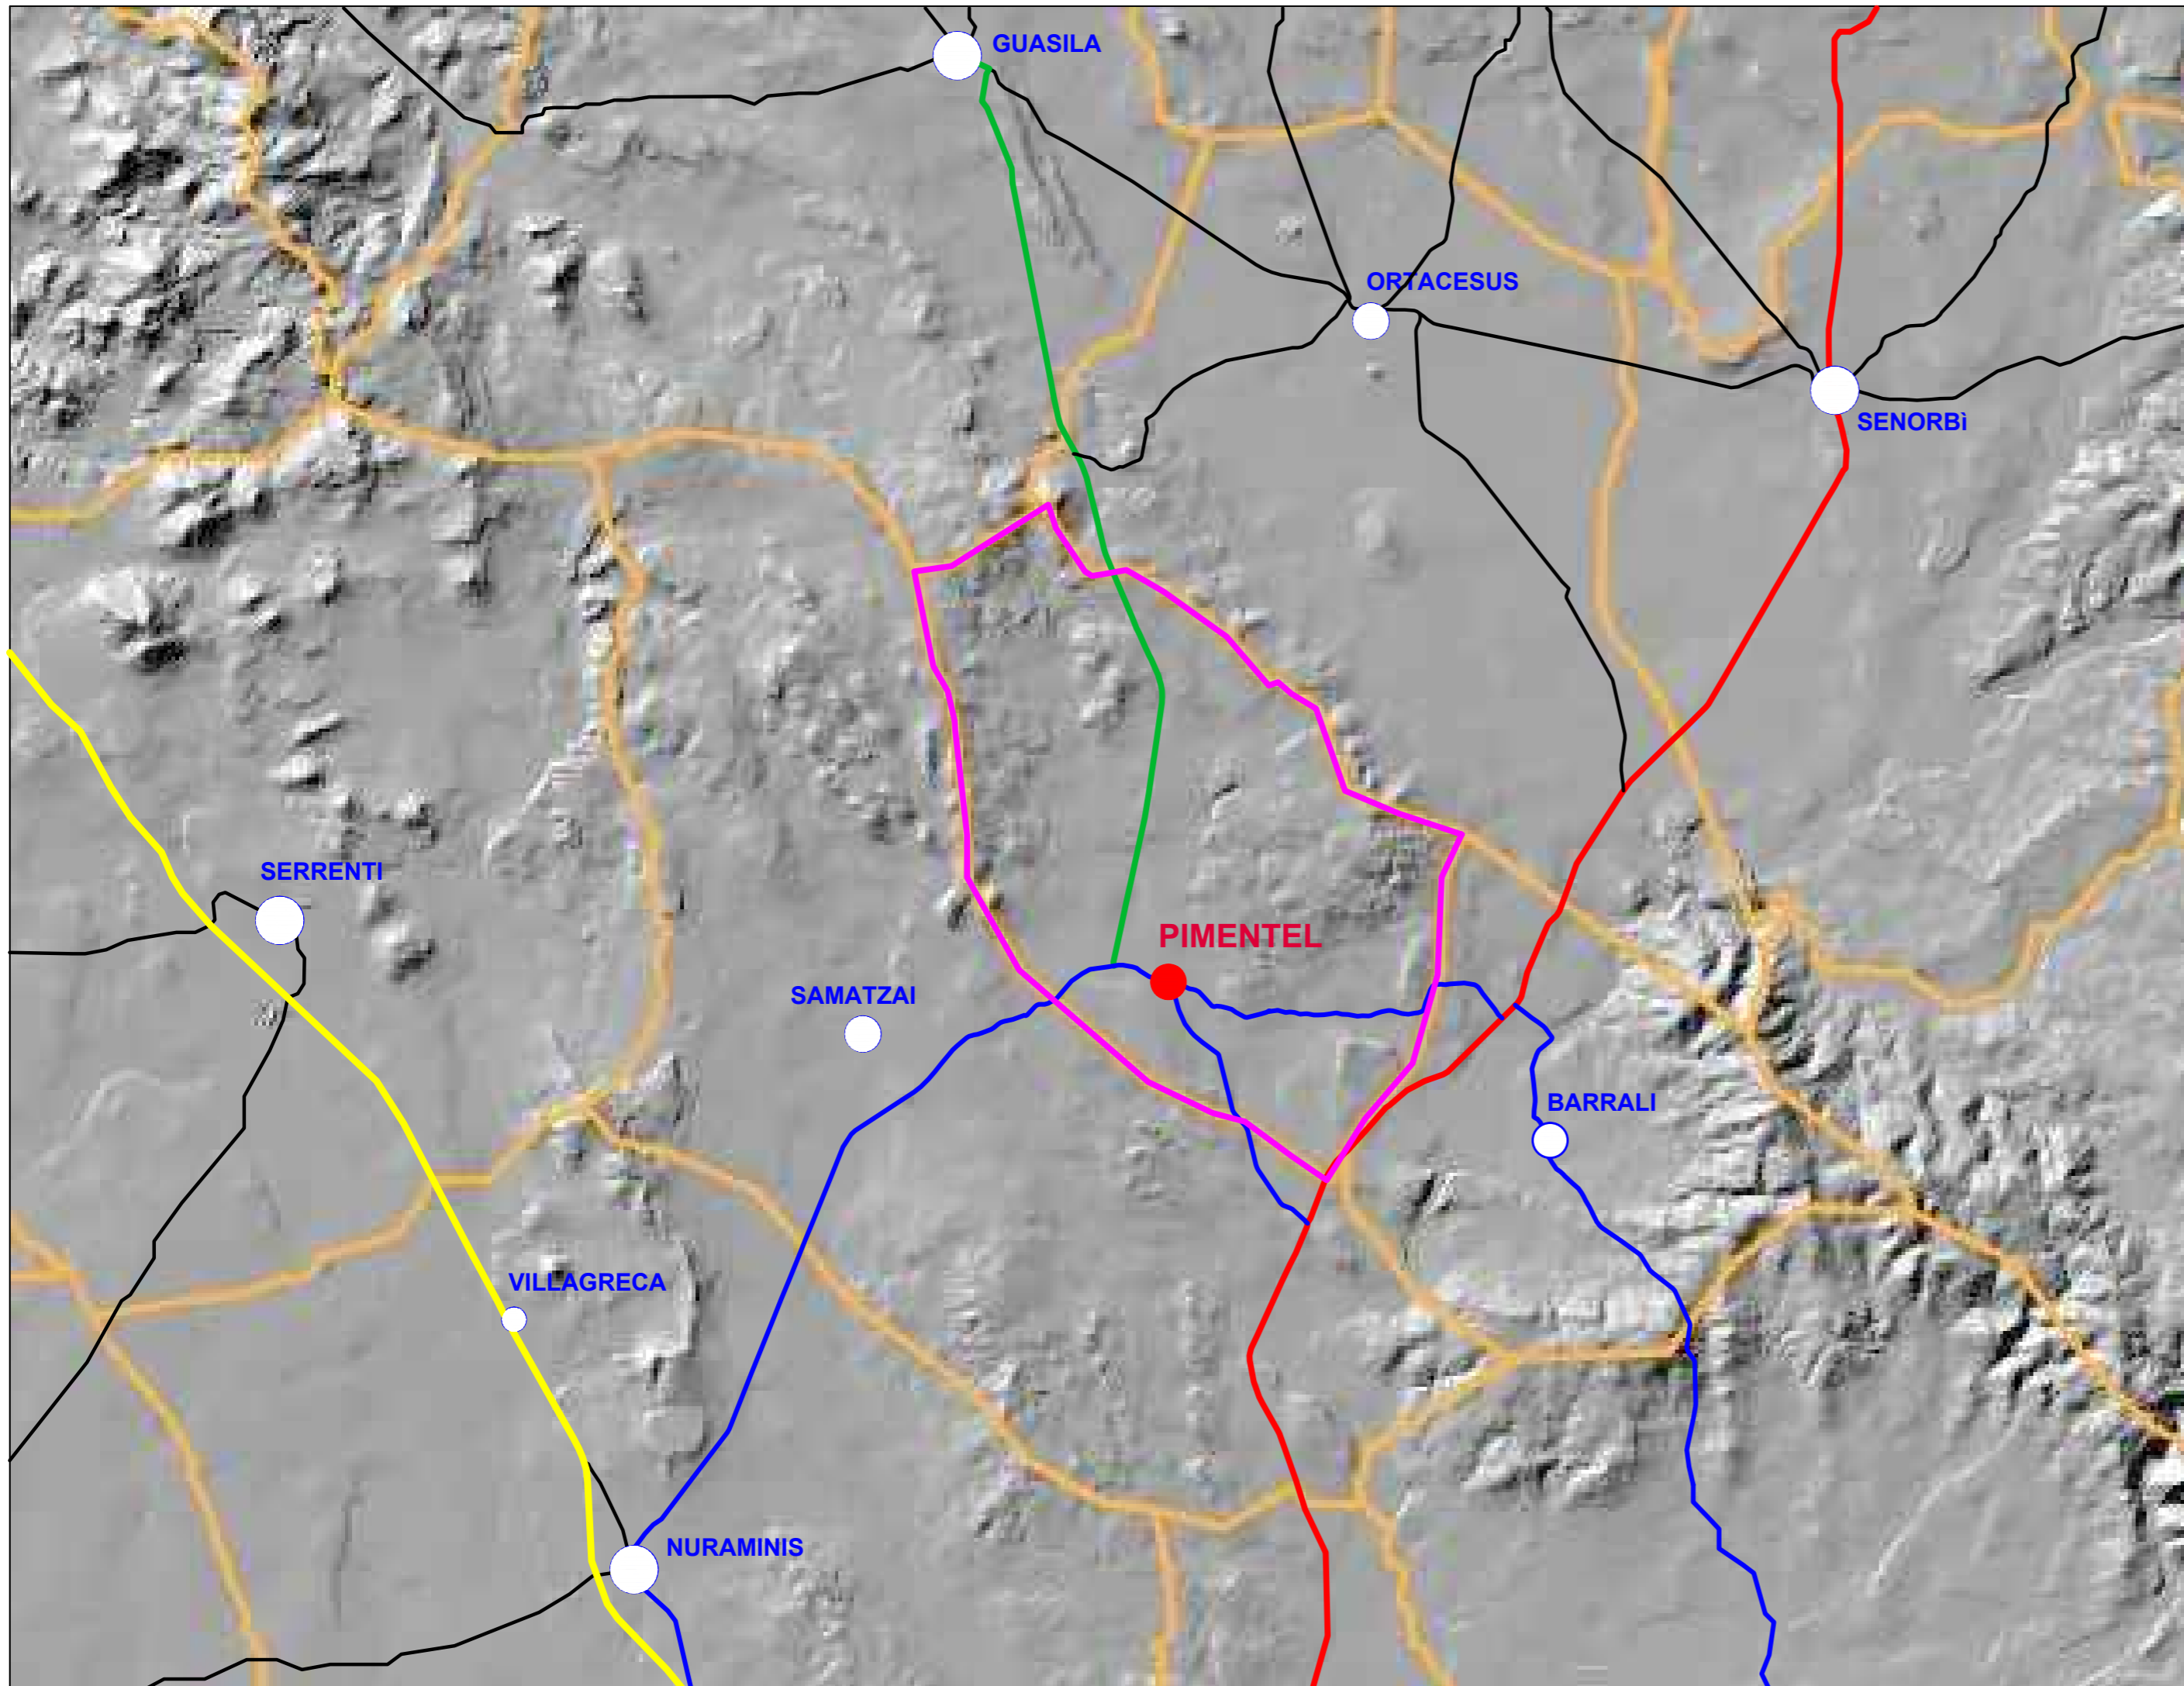 GUASILA
ORTACESUS
SENORBì
SERRENTI
PIMENTEL
SAMATZAI
BARRALI
VILLAGRECA
NURAMINIS